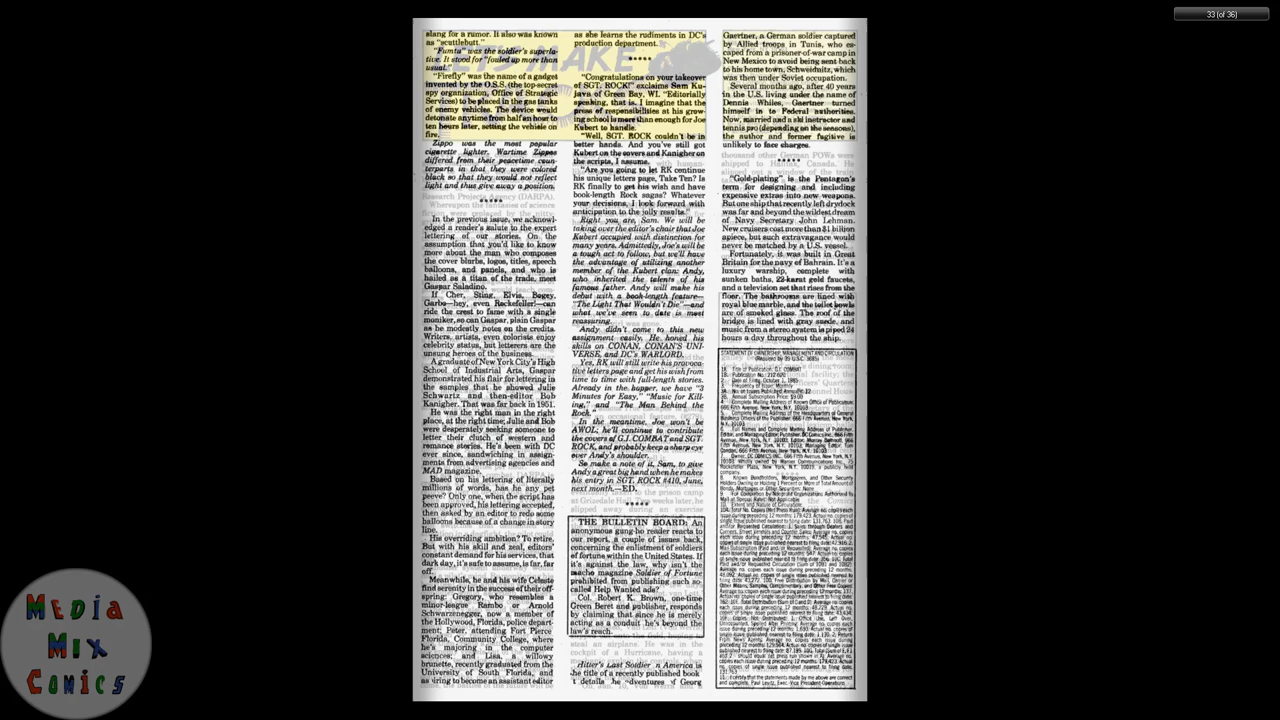 33 (of 36)
slang for a rumor. It also was known
as "scuttlebutt."
"Fumtu" was the soldier's superla-
tive. It stood for "fouled up more than
usual."
"Firefly" was the name of a gadget
invented by the O.S.S. (the top-secret
spy organization, Office of Strategic
Services) to be placed in the gas tanks
of enemy vehicles. The device would
detonate anytime from half an hour to
ten hours later, setting the vehicle on
fire.
Zippo was the most popular
cigarette lighter. Wartime Zippos
differed from their peacetime coun-
terparts in that they were colored
black so that they would not reflect
light and thus give away a position.
*****
In the previous issue, we acknowl-
edged a reader's salute to the expert
lettering of our stories. On the
assumption that you'd like to know
more about the man who composes
the cover blurbs, logos, titles, speech
balloons, and panels, and who is
hailed as a titan of the trade, meet
Gaspar Saladino.
If Cher, Sting, Elvis, Bogey,
Garbo—hey, even Rockefeller!—can
ride the crest to fame with a single
moniker, so can Gaspar, plain Gaspar
as he modestly notes on the credits.
Writers, artists, even colorists enjoy
celebrity status, but letterers are the
unsung heroes of the business.
A graduate of New York City's High
School of Industrial Arts, Gaspar
demonstrated his flair for lettering in
the samples that he showed Julie
Schwartz and then-editor Bob
Kanigher. That was far back in 1951.
He was the right man in the right
place, at the right time; Julie and Bob
were desperately seeking someone to
letter their clutch of western and
romance stories. He's been with DC
ever since, sandwiching in assign-
ments from advertising agencies and
MAD magazine.
Based on his lettering of literally
millions of words, has he any pet
peeve? Only one, when the script has
been approved, his lettering accepted,
then asked by an editor to redo some
balloons because of a change in story
line.
His overriding ambition? To retire.
But with his skill and zeal, editors'
constant demand for his services, that
dark day, it's safe to assume, is far, far
off.
Meanwhile, he and his wife Celeste
find serenity in the success of their off-
spring: Gregory, who resembles a
minor-league Rambo or Arnold
Schwarzenegger, now a member of
the Hollywood, Florida, police depart-
ment; Peter, attending Fort Pierce
Florida, Community College, where
he's majoring in the computer
sciences; and Lisa, a willowy
brunette, recently graduated from the
University of South Florida, and
as iring to become an assistant editor
as she learns the rudiments in DC's
production department.
*****
"Congratulations on your takeover
of SGT. ROCK!" exclaims Sam Ku-
java of Green Bay, WI. "Editorially
speaking, that is. I imagine that the
press of responsibilities at his grow-
ing school is more than enough for Joe
Kubert to handle.
"Well, SGT. ROCK couldn't be in
better hands. And you've still got
Kubert on the covers and Kanigher on
the scripts, I assume.
"Are you going to let RK continue
his unique letters page, Take Ten? Is
RK finally to get his wish and have
book-length Rock sagas? Whatever
your decisions, I look forward with
anticipation to the jolly results."
Right you are, Sam. We will be
taking over the editor's chair that Joe
Kubert occupied with distinction for
many years. Admittedly, Joe's will be
a tough act to follow, but we'll have
the advantage of utilizing another
member of the Kubert clan: Andy,
who inherited the talents of his
famous father. Andy will make his
debut with a book-length feature—
"The Light That Wouldn't Die"—and
what we've seen to date is most
reassuring.
Andy didn't come to this new
assignment easily. He honed his
skills on CONAN, CONAN'S UNI-
VERSE, and DC's WARLORD.
Yes, RK will still write his provoca-
tive letters page and get his wish from
time to time with full-length stories.
Already in the hopper, we have "3
Minutes for Easy," "Music for Kill-
ing," and "The Man Behind the
Rock."
In the meantime, Joe won't be
AWOL; he'll continue to contribute
the covers of G.I. COMBAT and SGT.
ROCK, and probably keep a sharp eye
over Andy's shoulder.
So make a note of it, Sam, to give
Andy a great big hand when he makes
his entry in SGT. ROCK #410, June,
next month.—ED.
*****
THE BULLETIN BOARD: An
anonymous gung-ho reader reacts to
our report, a couple of issues back,
concerning the enlistment of soldiers
of fortune within the United States. If
it's against the law, why isn't the
macho magazine Soldier of Fortune
prohibited from publishing such so-
called Help Wanted ads?
Col. Robert K. Brown, one-time
Green Beret and publisher, responds
by claiming that since he is merely
acting as a conduit he's beyond the
law's reach.
Hitler's Last Soldier n America is
the title of a recently published book
t details he "dventures of Georg
Gaertner, a German soldier captured
by Allied troops in Tunis, who es-
caped from a prisoner-of-war camp in
New Mexico to avoid being sent back
to his home town, Schweidnitz, which
was then under Soviet occupation.
Several months ago, after 40 years
in the U.S. living under the name of
Dennis Whiles, Gaertner turned
himself in to Federal authorities.
Now, married and a ski instructor and
tennis pro (depending on the seasons),
the author and former fugitive is
unlikely to face charges.
*****
"Gold-plating" is the Pentagon's
term for designing and including
expensive extras into new weapons.
But one ship that recently left drydock
was far and beyond the wildest dream
of Navy Secretary John Lehman.
New cruisers cost more than $1 billion
apiece, but such extravagance would
never be matched by a U.S. vessel.
Fortunately, it was built in Great
Britain for the navy of Bahrain. It's a
luxury warship, complete with
sunken baths, 22-karat gold faucets,
and a television set that rises from the
floor. The bathrooms are lined with
royal blue marble, and the toilet bowls
are of smoked glass. The roof of the
bridge is lined with gray suede, and
music from a stereo system is piped 24
hours a day throughout the ship.
STATEMENT OF OWNERSHIP, MANAGEMENT AND CIRCULATION
(Required by 39 U.S.C. 3685)
1A. Title of Publication: G.I. COMBAT
2. Date of Filing: October 1, 1985
3. Frequency of Issue: Monthly
MEDIA
MIX
COMICS